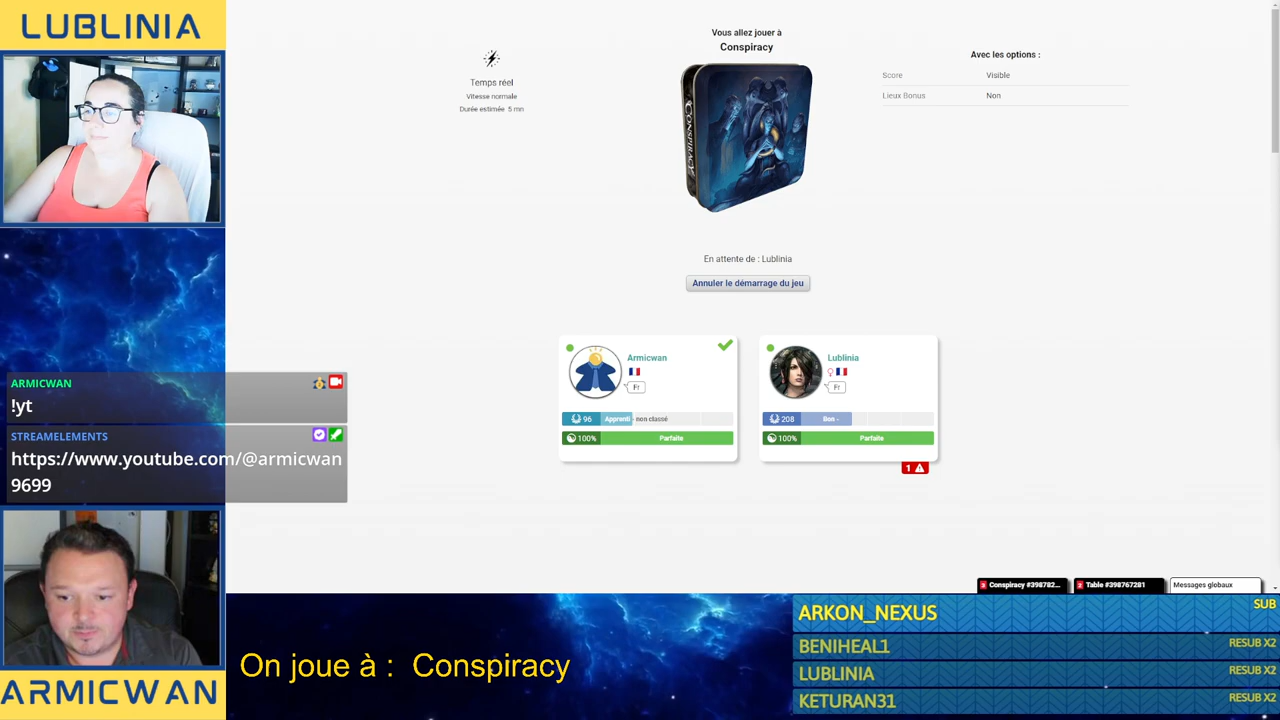 LUBLINIA
Temps réel
Vitesse normale
Durée estimée 5 mn
Vous allez jouer à
Conspiracy
CONSPIRACY
Avec les options :
Score Visible
Lieux Bonus Non
En attente de : Lublinia
Annuler le démarrage du jeu
Armicwan
Fr
96 Apprenti - non classé
100% Parfaite
Lublinia
Fr
208 Bon -
100% Parfaite
1
ARMICWAN
!yt
STREAMELEMENTS
https://www.youtube.com/@armicwan
9699
ARMICWAN
3 Conspiracy #398782...
2 Table #398767281
Messages globaux
On joue à : Conspiracy
ARKON_NEXUS SUB
BENIHEAL1 RESUB X2
LUBLINIA RESUB X2
KETURAN31 RESUB X2